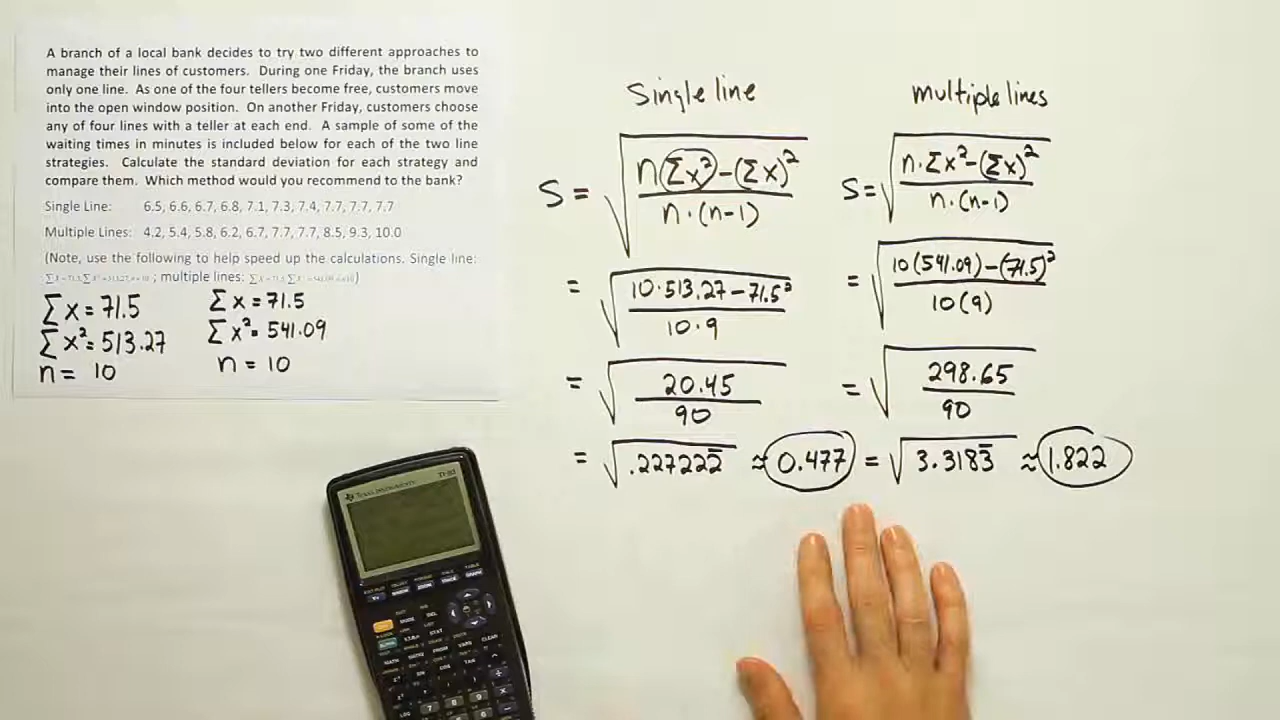 A branch of a local bank decides to try two different approaches to
manage their lines of customers. During one Friday, the branch uses
only one line. As one of the four tellers become free, customers move
into the open window position. On another Friday, customers choose
any of four lines with a teller at each end. A sample of some of the
waiting times in minutes is included below for each of the two line
strategies. Calculate the standard deviation for each strategy and
compare them. Which method would you recommend to the bank?
Single Line: 6.5, 6.6, 6.7, 6.8, 7.1, 7.3, 7.4, 7.7, 7.7, 7.7
Multiple Lines: 4.2, 5.4, 5.8, 6.2, 6.7, 7.7, 7.7, 8.5, 9.3, 10.0
(Note, use the following to help speed up the calculations. Single line:
; multiple lines: )
∑x = 71.5
∑x² = 513.27
n = 10
∑x = 71.5
∑x² = 541.09
n = 10
Single line
S = √(n(∑x²)-(∑x)²
n·(n-1)
= √(10·513.27-71.5²
10·9
= √(20.45
90
= √.227222̅ ≈ 0.477
multiple lines
S = √(n·∑x²-(∑x)²
n·(n-1)
= √(10(541.09)-(71.5)²
10(9)
= √(298.65
90
= √3.3183̅ ≈ 1.822
TEXAS INSTRUMENTS
TI-83